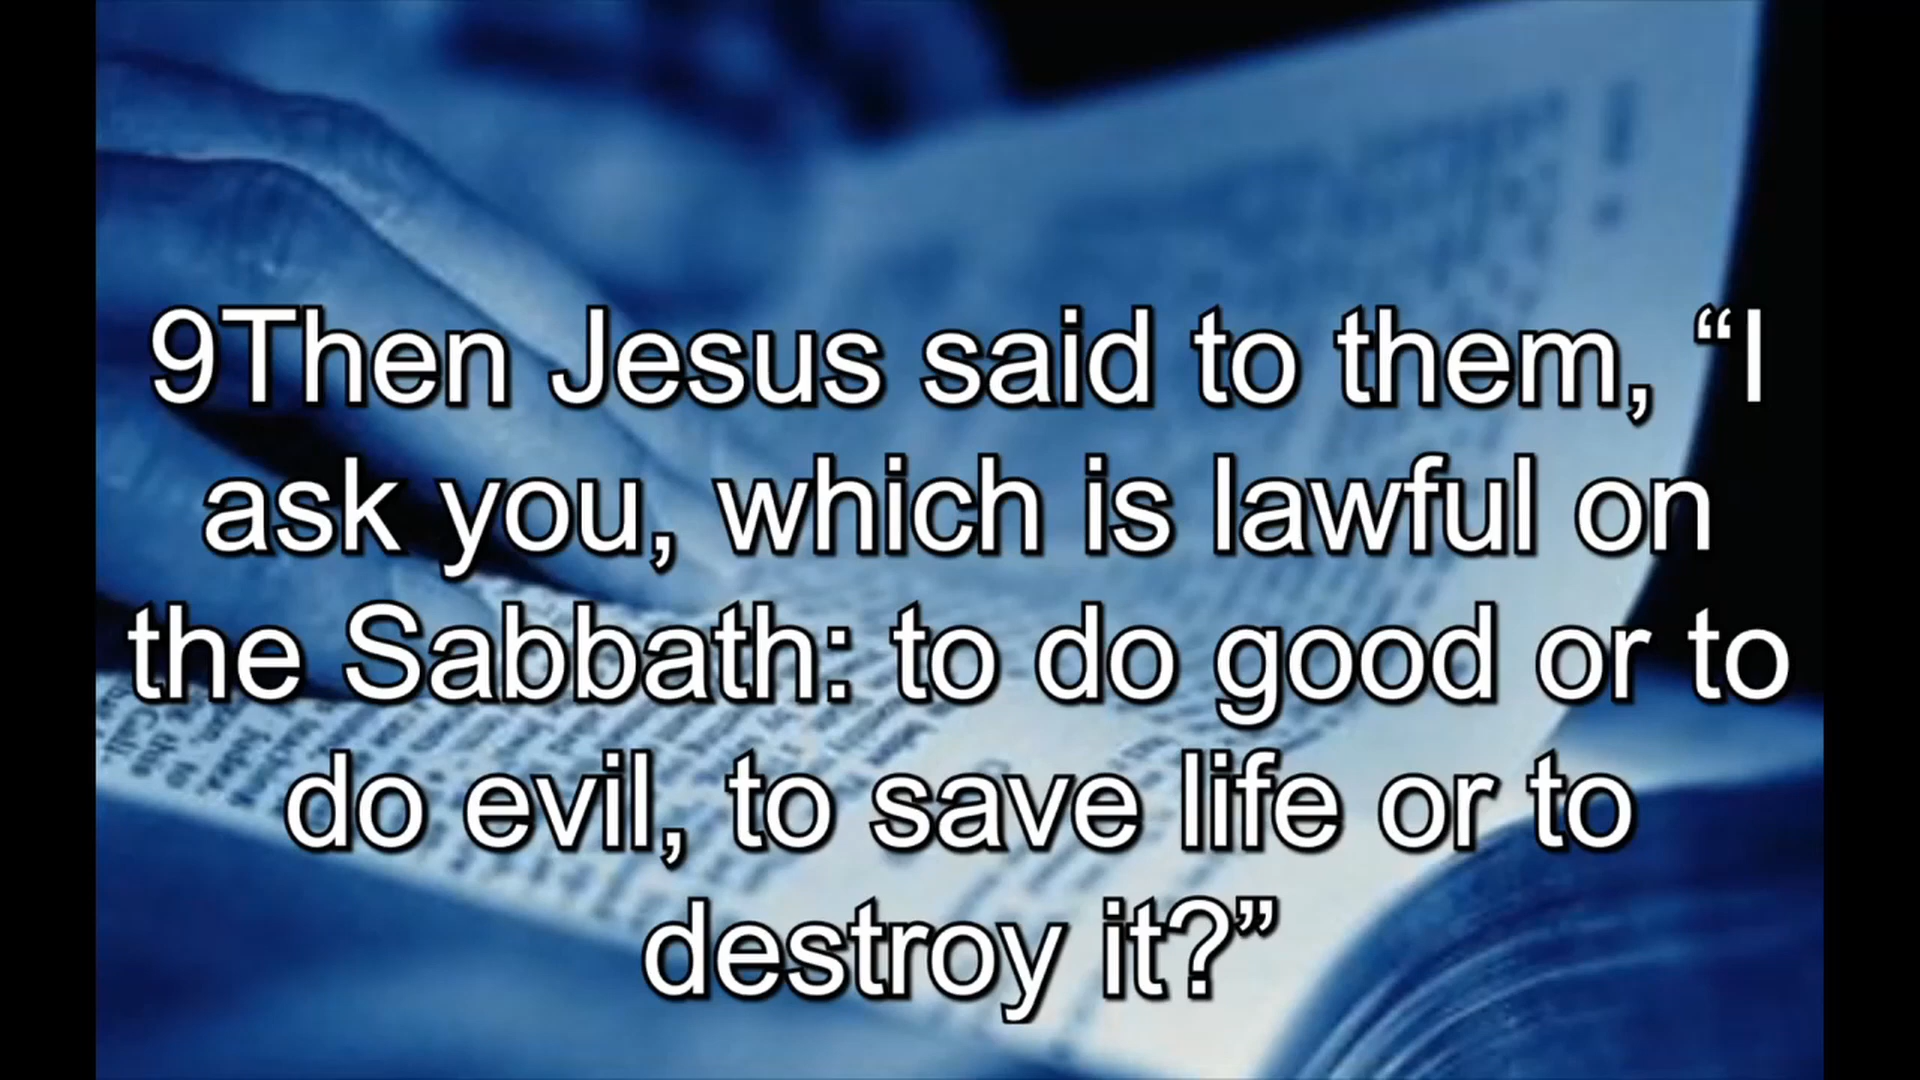 9Then Jesus said to them, “I
ask you, which is lawful on
the Sabbath: to do good or to
do evil, to save life or to
destroy it?”